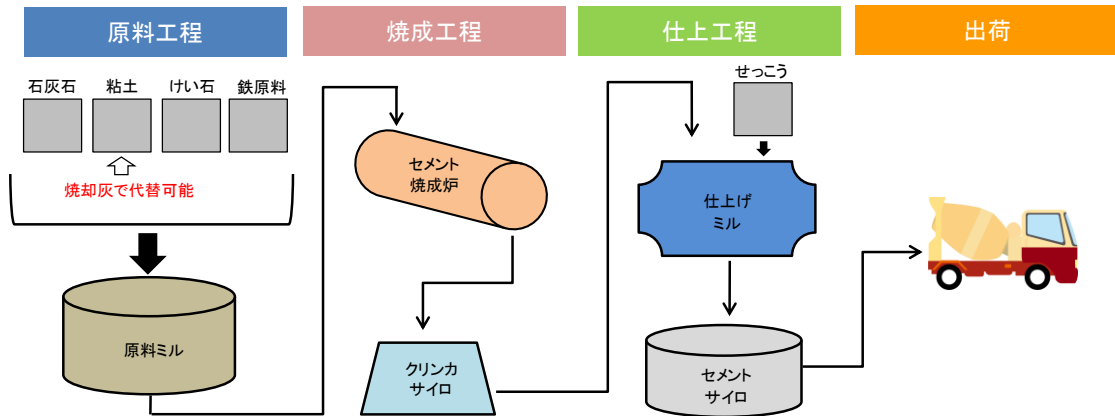 原料工程
焼成工程
仕上工程
出荷
石灰石
粘土
けい石
鉄原料
焼却灰で代替可能
原料ミル
セメント
焼成炉
クリンカ
サイロ
せっこう
仕上げ
ミル
セメント
サイロ